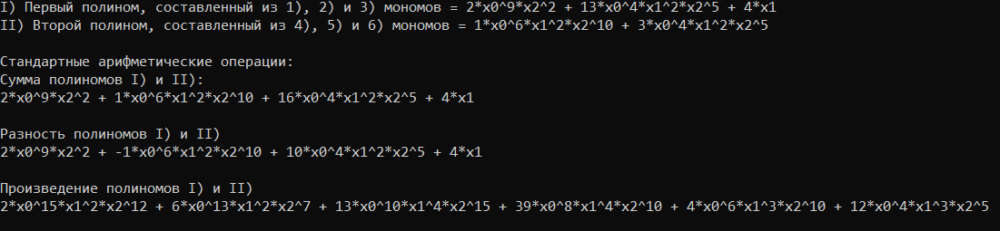 I) Первый полином, составленный из 1), 2) и 3) мономов = 2*x0^9*x2^2 + 13*x0^4*x1^2*x2^5 + 4*x1
II) Второй полином, составленный из 4), 5) и 6) мономов = 1*x0^6*x1^2*x2^10 + 3*x0^4*x1^2*x2^5
Стандартные арифметические операции:
Сумма полиномов I) и II):
2*x0^9*x2^2 + 1*x0^6*x1^2*x2^10 + 16*x0^4*x1^2*x2^5 + 4*x1
Разность полиномов I) и II)
2*x0^9*x2^2 + -1*x0^6*x1^2*x2^10 + 10*x0^4*x1^2*x2^5 + 4*x1
Произведение полиномов I) и II)
2*x0^15*x1^2*x2^12 + 6*x0^13*x1^2*x2^7 + 13*x0^10*x1^4*x2^15 + 39*x0^8*x1^4*x2^10 + 4*x0^6*x1^3*x2^10 + 12*x0^4*x1^3*x2^5